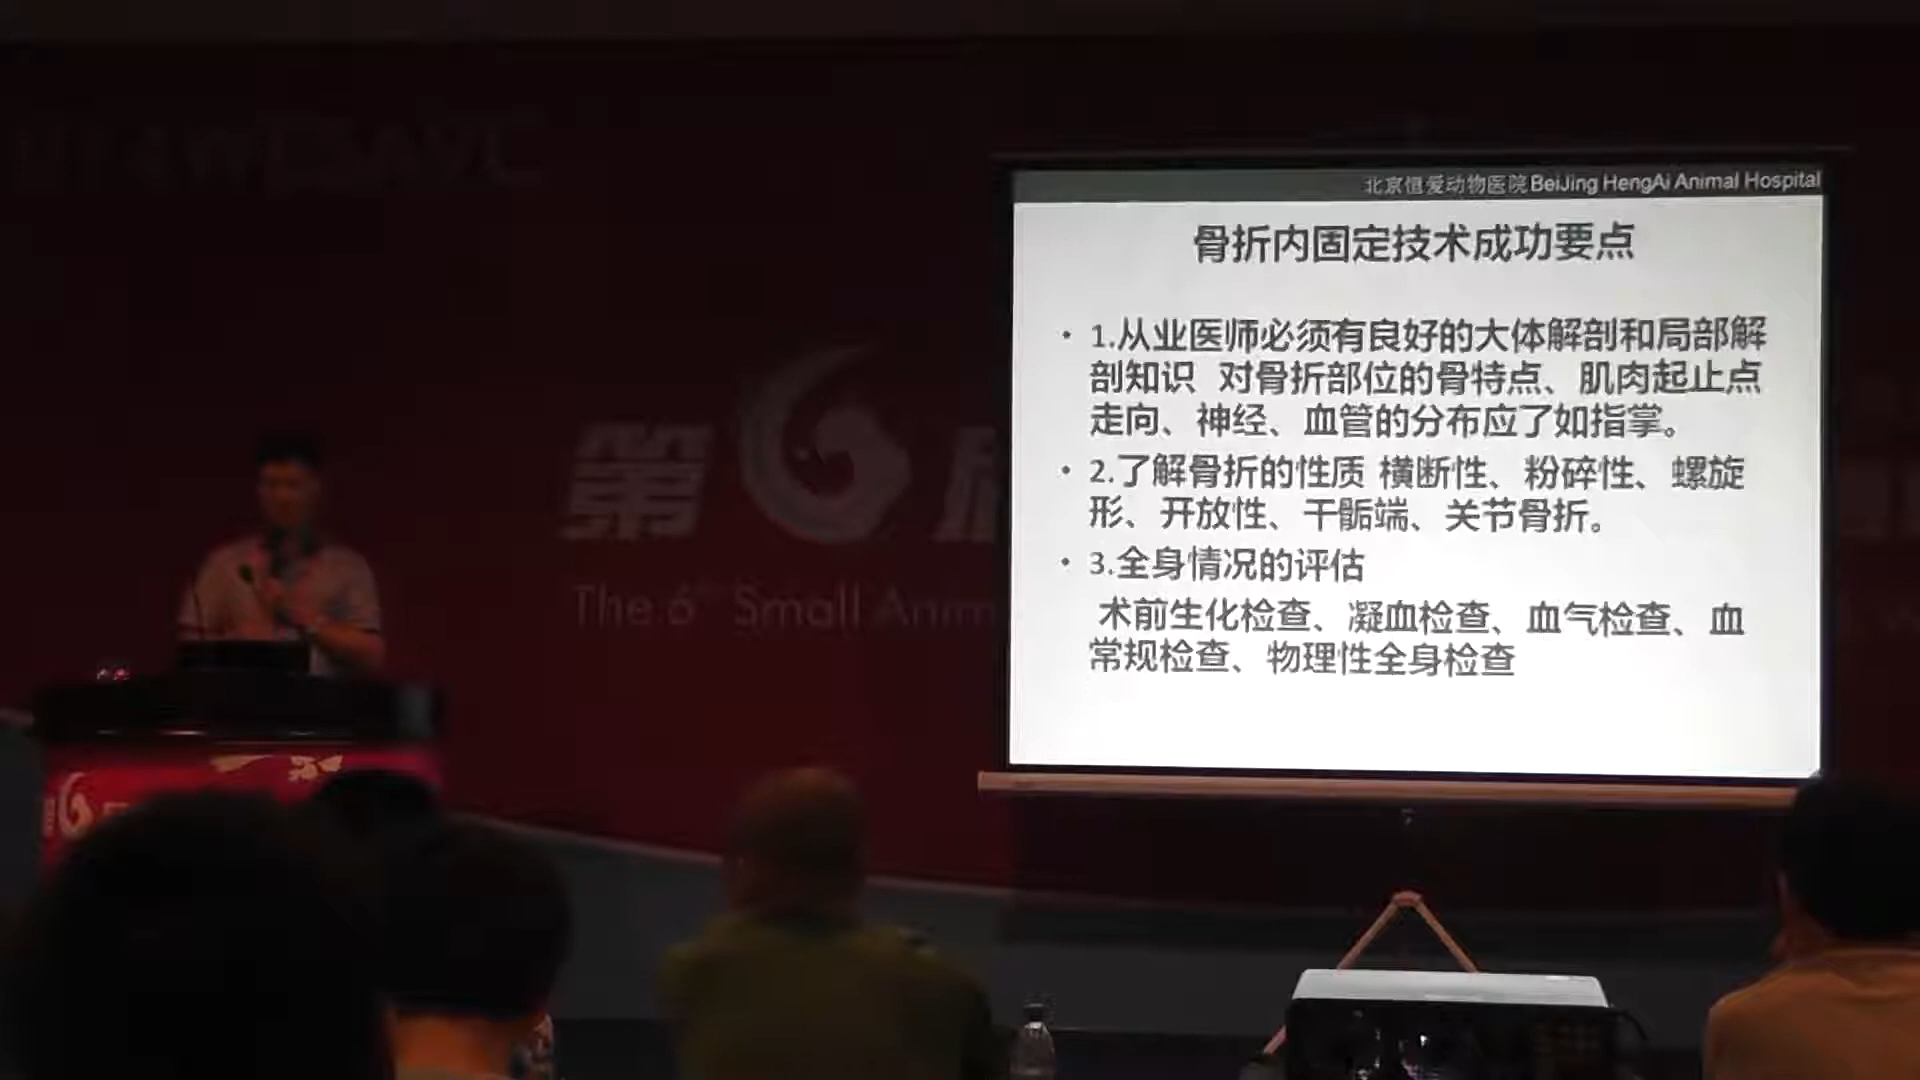 北京恒爱动物医院 BeiJing HengAi Animal Hospital
骨折内固定技术成功要点
• 1.从业医师必须有良好的大体解剖和局部解
剖知识 对骨折部位的骨特点、肌肉起止点
走向、神经、血管的分布应了如指掌。
• 2.了解骨折的性质 横断性、粉碎性、螺旋
形、开放性、干骺端、关节骨折。
• 3.全身情况的评估
术前生化检查、凝血检查、血气检查、血
常规检查、物理性全身检查
第6届
The 6th Small Anim